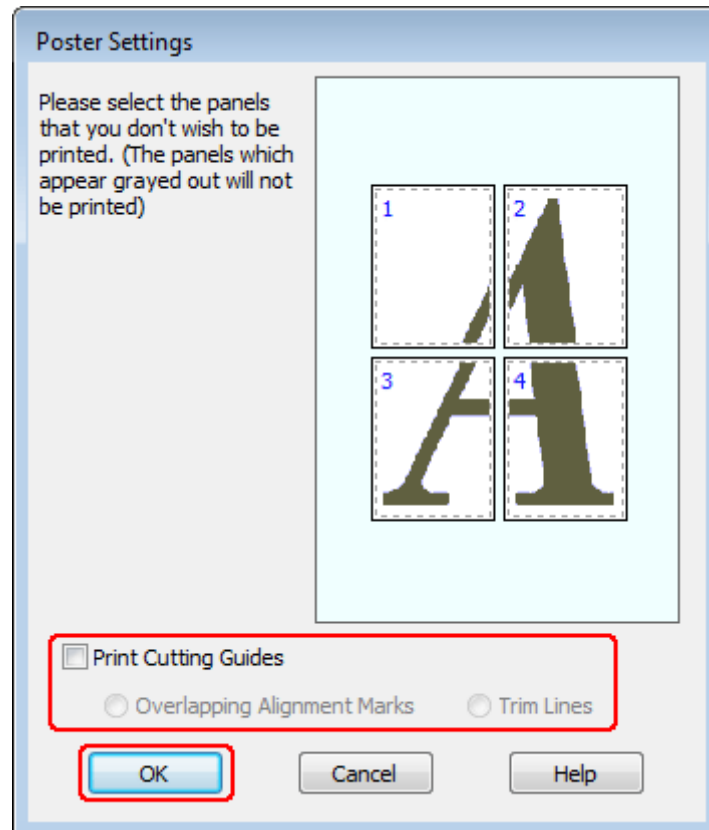 Poster Settings
Please select the panels
that you don't wish to be
printed. (The panels which
appear grayed out will not
be printed)
1 2
3 4
Print Cutting Guides
Overlapping Alignment Marks Trim Lines
OK Cancel Help